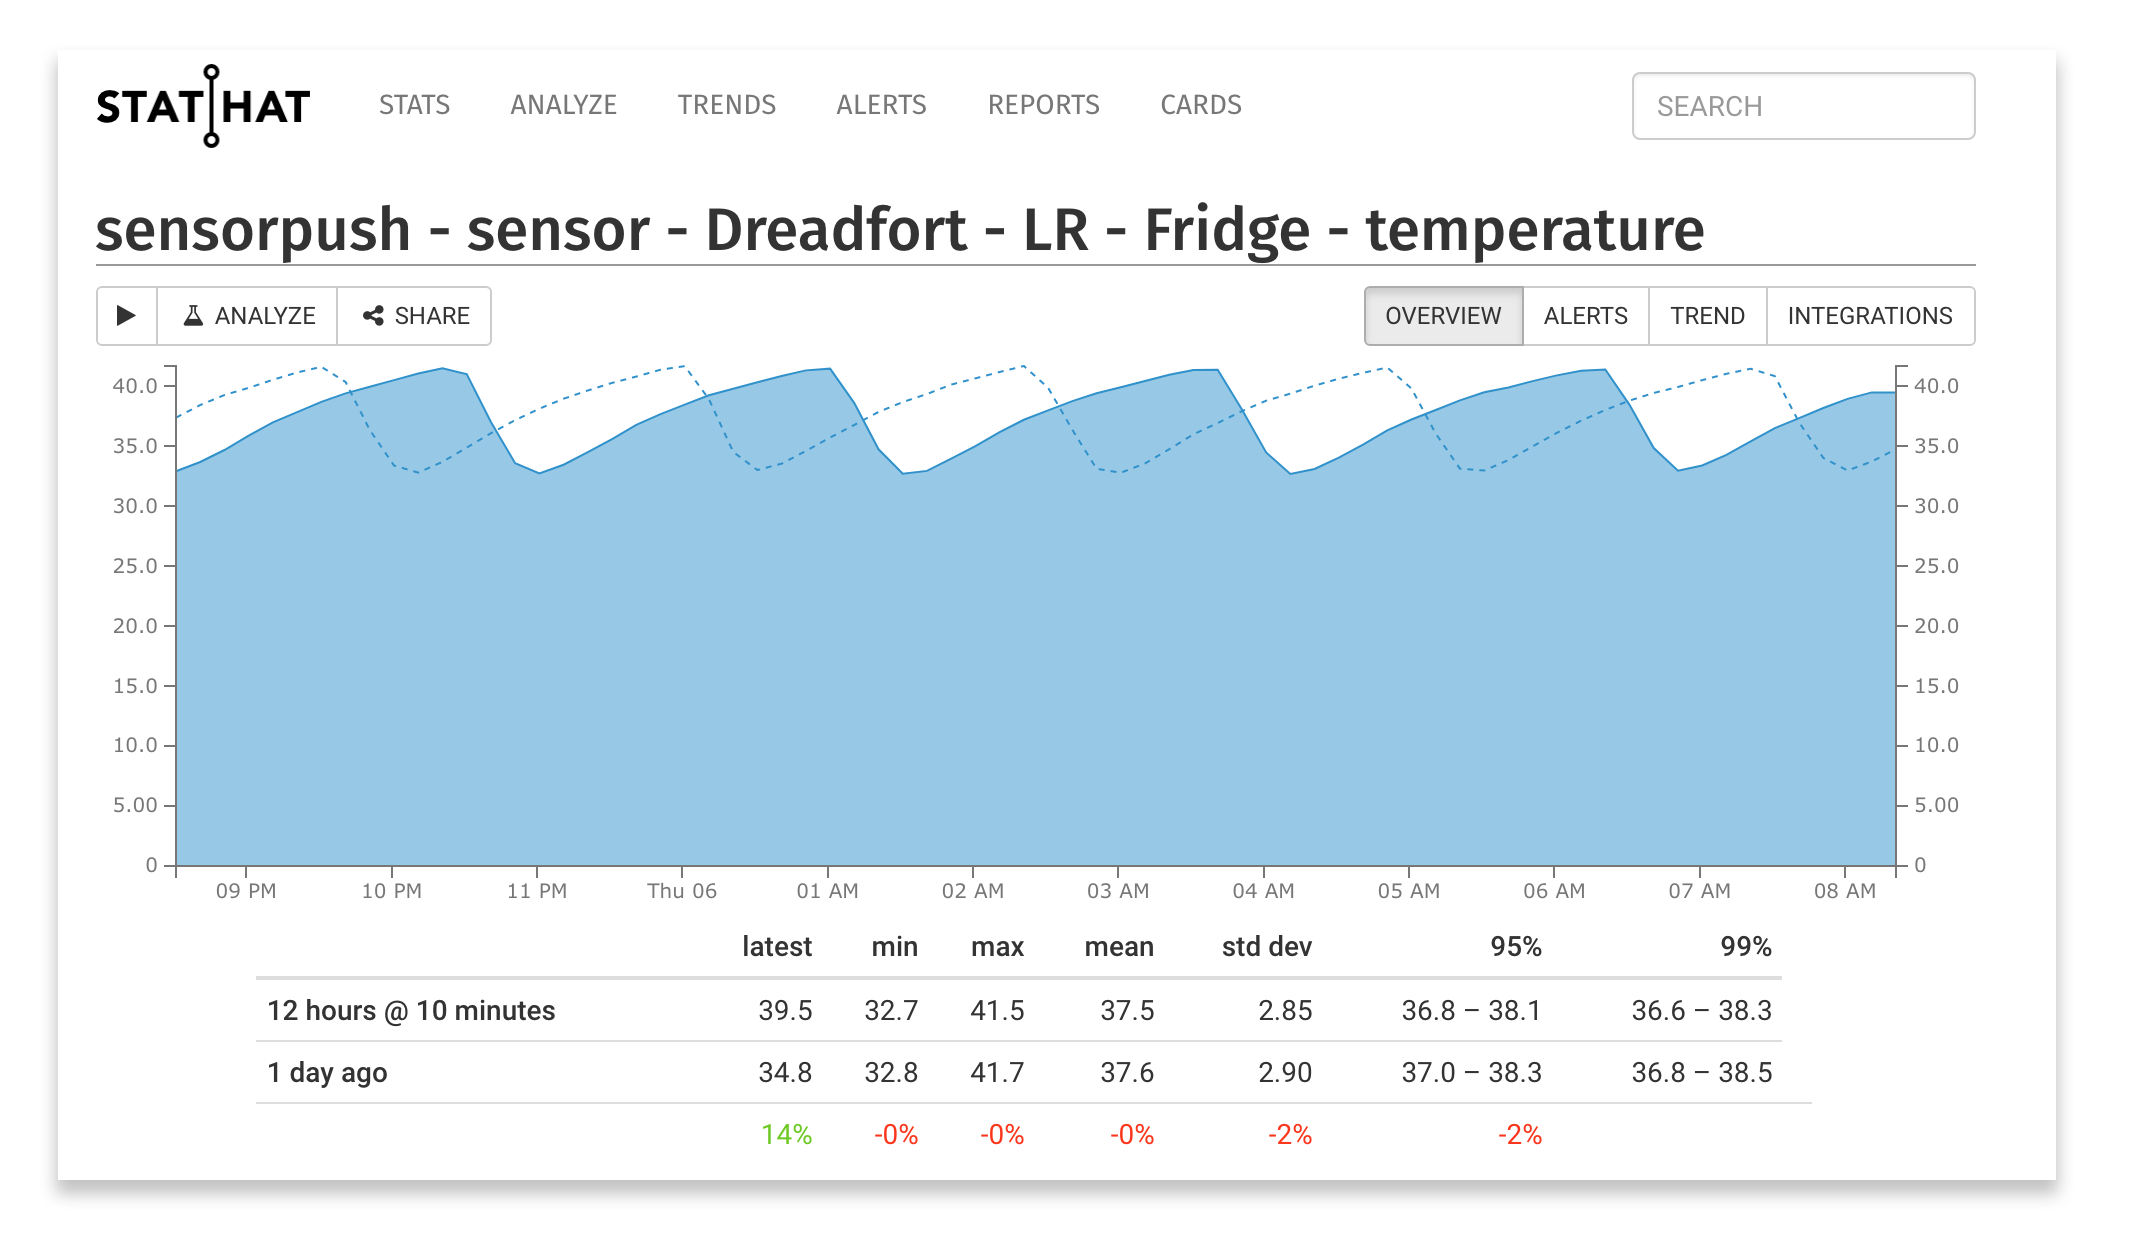 STAT HAT STATS ANALYZE TRENDS ALERTS REPORTS CARDS SEARCH
sensorpush - sensor - Dreadfort - LR - Fridge - temperature
ANALYZE SHARE OVERVIEW ALERTS TREND INTEGRATIONS
40.0 40.0
35.0 35.0
30.0 30.0
25.0 25.0
20.0 20.0
15.0 15.0
10.0 10.0
5.00 5.00
0 0
09 PM 10 PM 11 PM Thu 06 01 AM 02 AM 03 AM 04 AM 05 AM 06 AM 07 AM 08 AM
latest min max mean std dev 95% 99%
12 hours @ 10 minutes 39.5 32.7 41.5 37.5 2.85 36.8 – 38.1 36.6 – 38.3
1 day ago 34.8 32.8 41.7 37.6 2.90 37.0 – 38.3 36.8 – 38.5
14% -0% -0% -0% -2% -2%